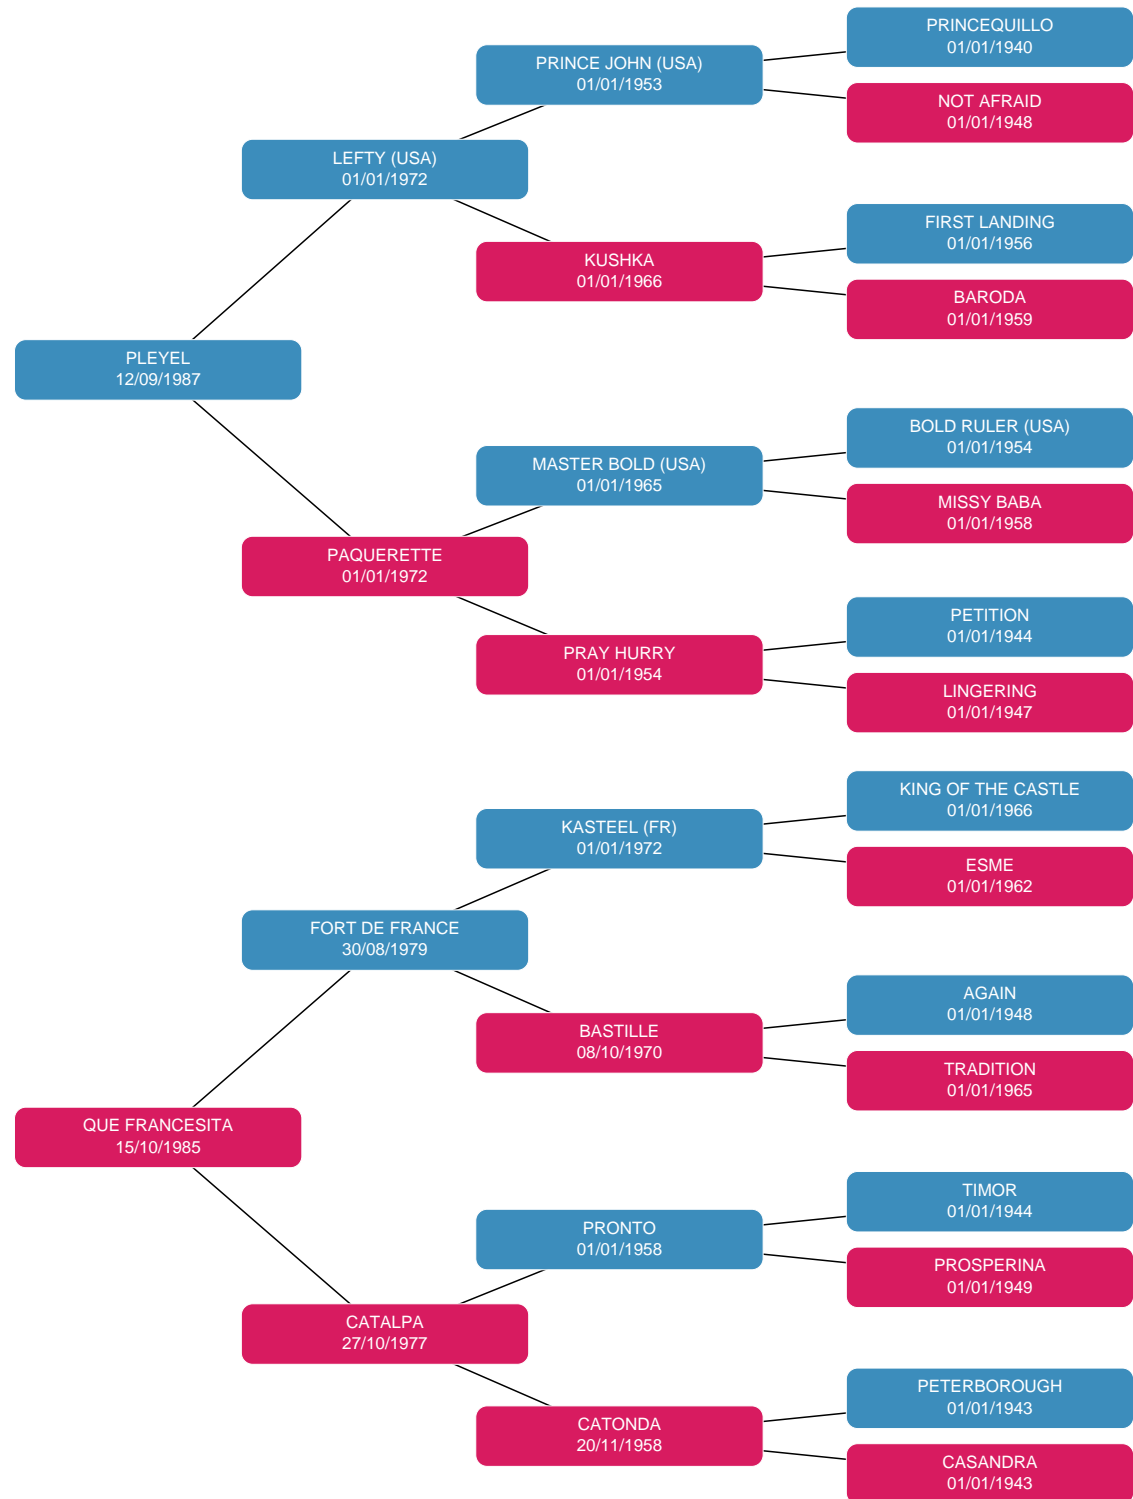 PRINCEQUILLO
01/01/1940
PRINCE JOHN (USA)
01/01/1953
NOT AFRAID
01/01/1948
LEFTY (USA)
01/01/1972
FIRST LANDING
01/01/1956
KUSHKA
01/01/1966
BARODA
01/01/1959
PLEYEL
12/09/1987
BOLD RULER (USA)
01/01/1954
MASTER BOLD (USA)
01/01/1965
MISSY BABA
01/01/1958
PAQUERETTE
01/01/1972
PETITION
01/01/1944
PRAY HURRY
01/01/1954
LINGERING
01/01/1947
KING OF THE CASTLE
01/01/1966
KASTEEL (FR)
01/01/1972
ESME
01/01/1962
FORT DE FRANCE
30/08/1979
AGAIN
01/01/1948
BASTILLE
08/10/1970
TRADITION
01/01/1965
QUE FRANCESITA
15/10/1985
TIMOR
01/01/1944
PRONTO
01/01/1958
PROSPERINA
01/01/1949
CATALPA
27/10/1977
PETERBOROUGH
01/01/1943
CATONDA
20/11/1958
CASANDRA
01/01/1943